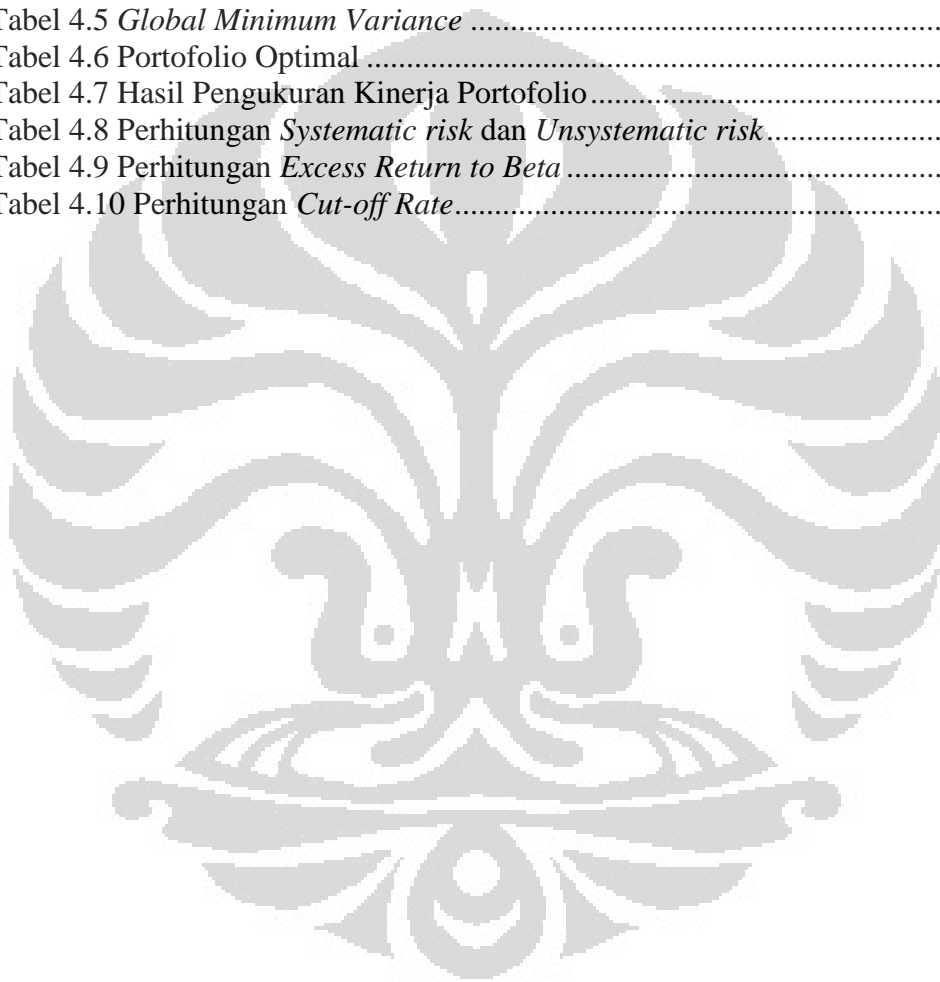 Tabel 4.5 Global Minimum Variance ............................................................
Tabel 4.6 Portofolio Optimal ..........................................................................
Tabel 4.7 Hasil Pengukuran Kinerja Portofolio ............................................
Tabel 4.8 Perhitungan Systematic risk dan Unsystematic risk ......................
Tabel 4.9 Perhitungan Excess Return to Beta ................................................
Tabel 4.10 Perhitungan Cut-off Rate ..............................................................